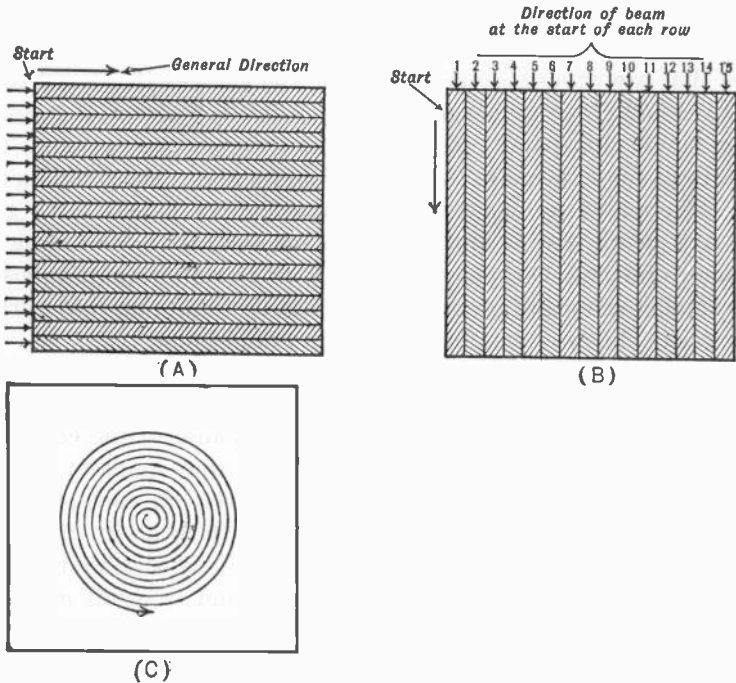 Start
General Direction
(A)
Direction of beam
at the start of each row
1 2 3 4 5 6 7 8 9 10 11 12 13 14 15
Start
(B)
(C)